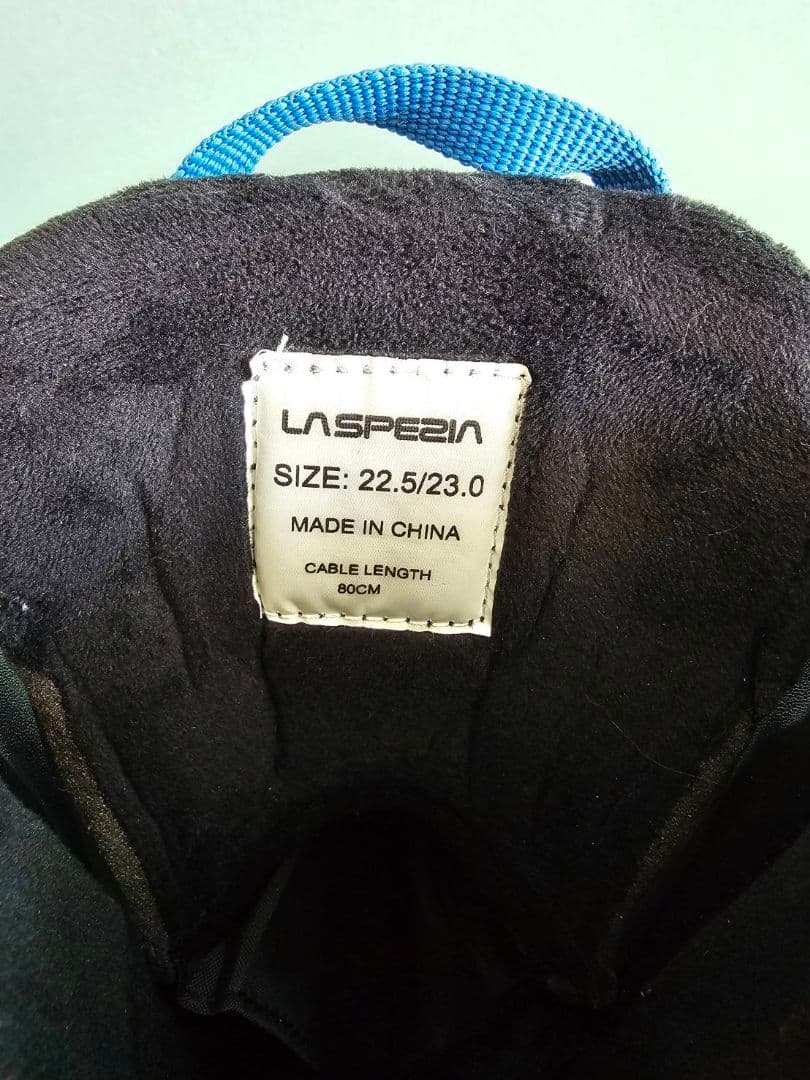 LASPEZIA
SIZE: 22.5/23.0
MADE IN CHINA
CABLE LENGTH
80CM